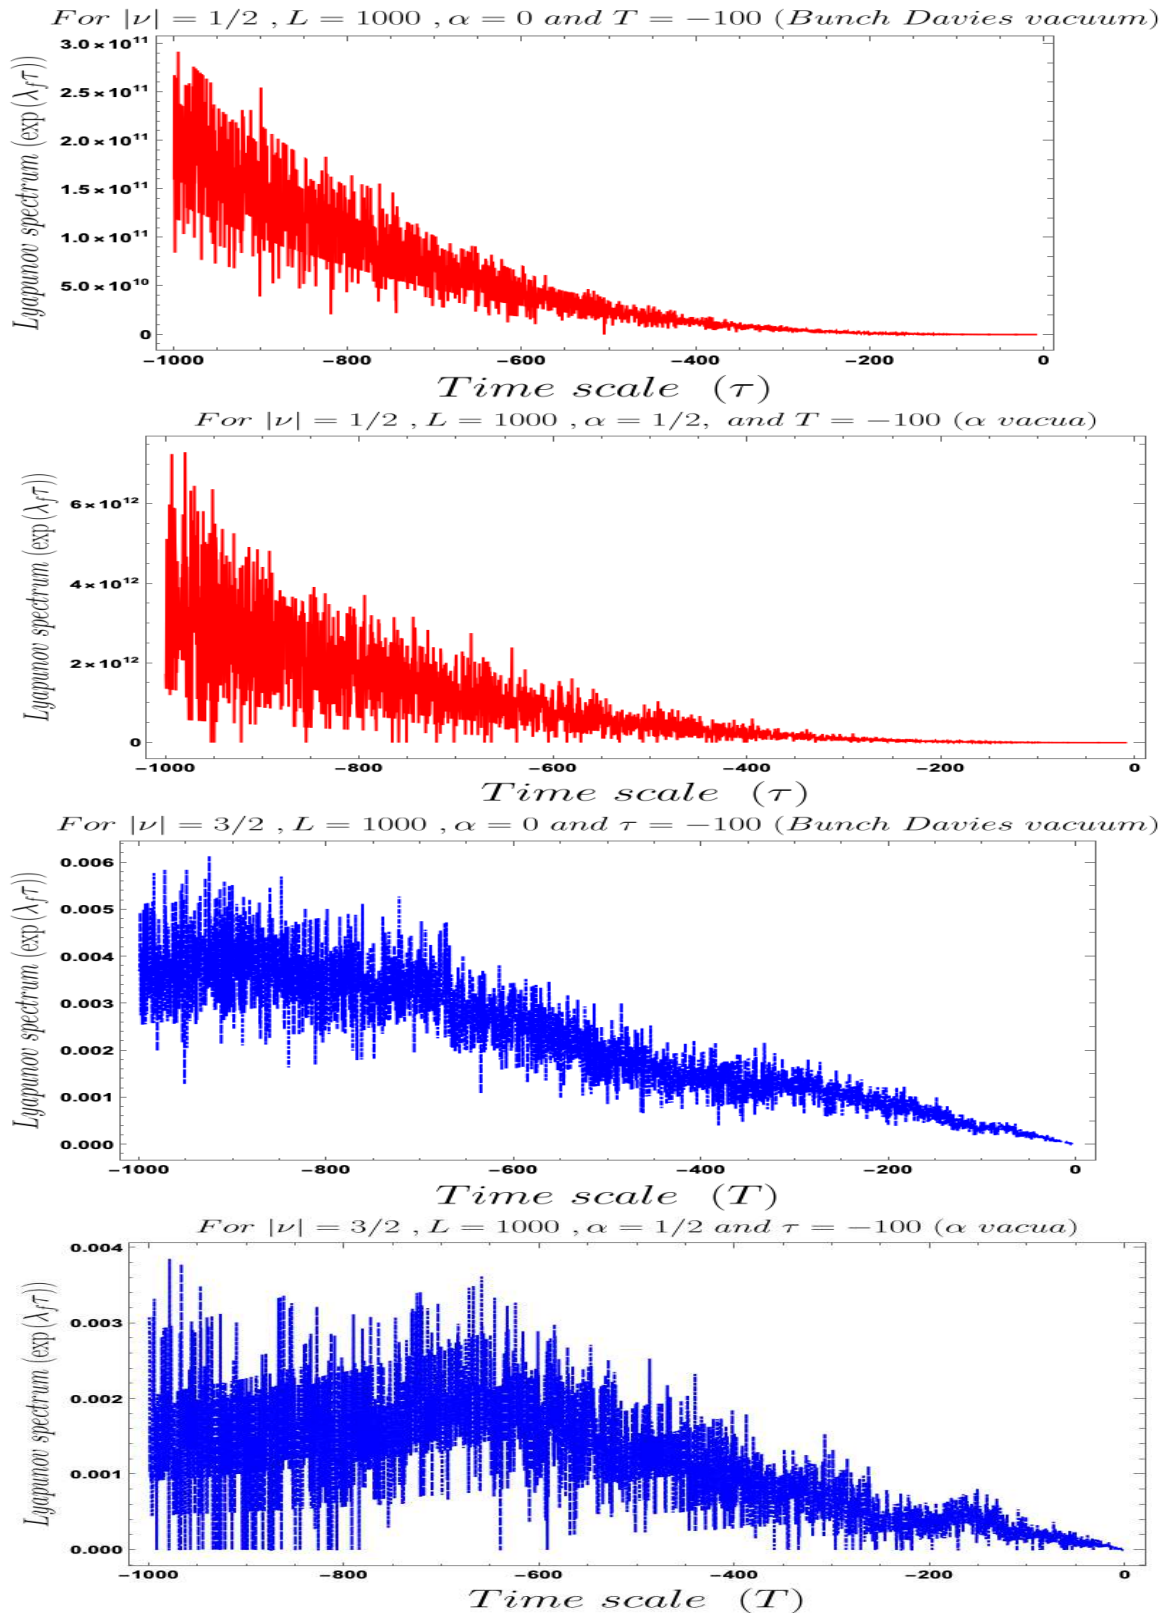 For |ν| = 1/2 , L = 1000 , α = 0 and T = −100 (Bunch Davies vacuum)
Lyapunov spectrum (exp(λ_f τ))
3.0×10^11
2.5×10^11
2.0×10^11
1.5×10^11
1.0×10^11
5.0×10^10
0
−1000 −800 −600 −400 −200 0
Time scale (τ)
For |ν| = 1/2 , L = 1000 , α = 1/2, and T = −100 (α vacua)
Lyapunov spectrum (exp(λ_f τ))
6×10^12
4×10^12
2×10^12
0
−1000 −800 −600 −400 −200 0
Time scale (τ)
For |ν| = 3/2 , L = 1000 , α = 0 and τ = −100 (Bunch Davies vacuum)
Lyapunov spectrum (exp(λ_f τ))
0.006
0.005
0.004
0.003
0.002
0.001
0.000
−1000 −800 −600 −400 −200 0
Time scale (T)
For |ν| = 3/2 , L = 1000 , α = 1/2 and τ = −100 (α vacua)
Lyapunov spectrum (exp(λ_f τ))
0.004
0.003
0.002
0.001
0.000
−1000 −800 −600 −400 −200 0
Time scale (T)